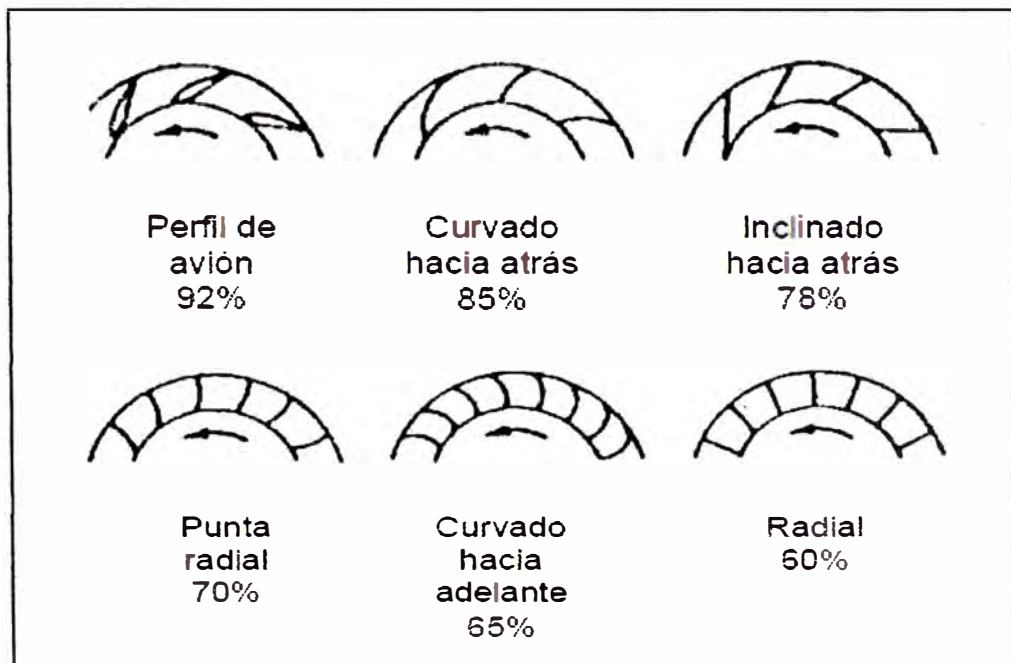 Perfil de
avión
92%
Curvado
hacia atrás
85%
Inclinado
hacia atrás
78%
Punta
radial
70%
Curvado
hacia
adelante
65%
Radial
60%